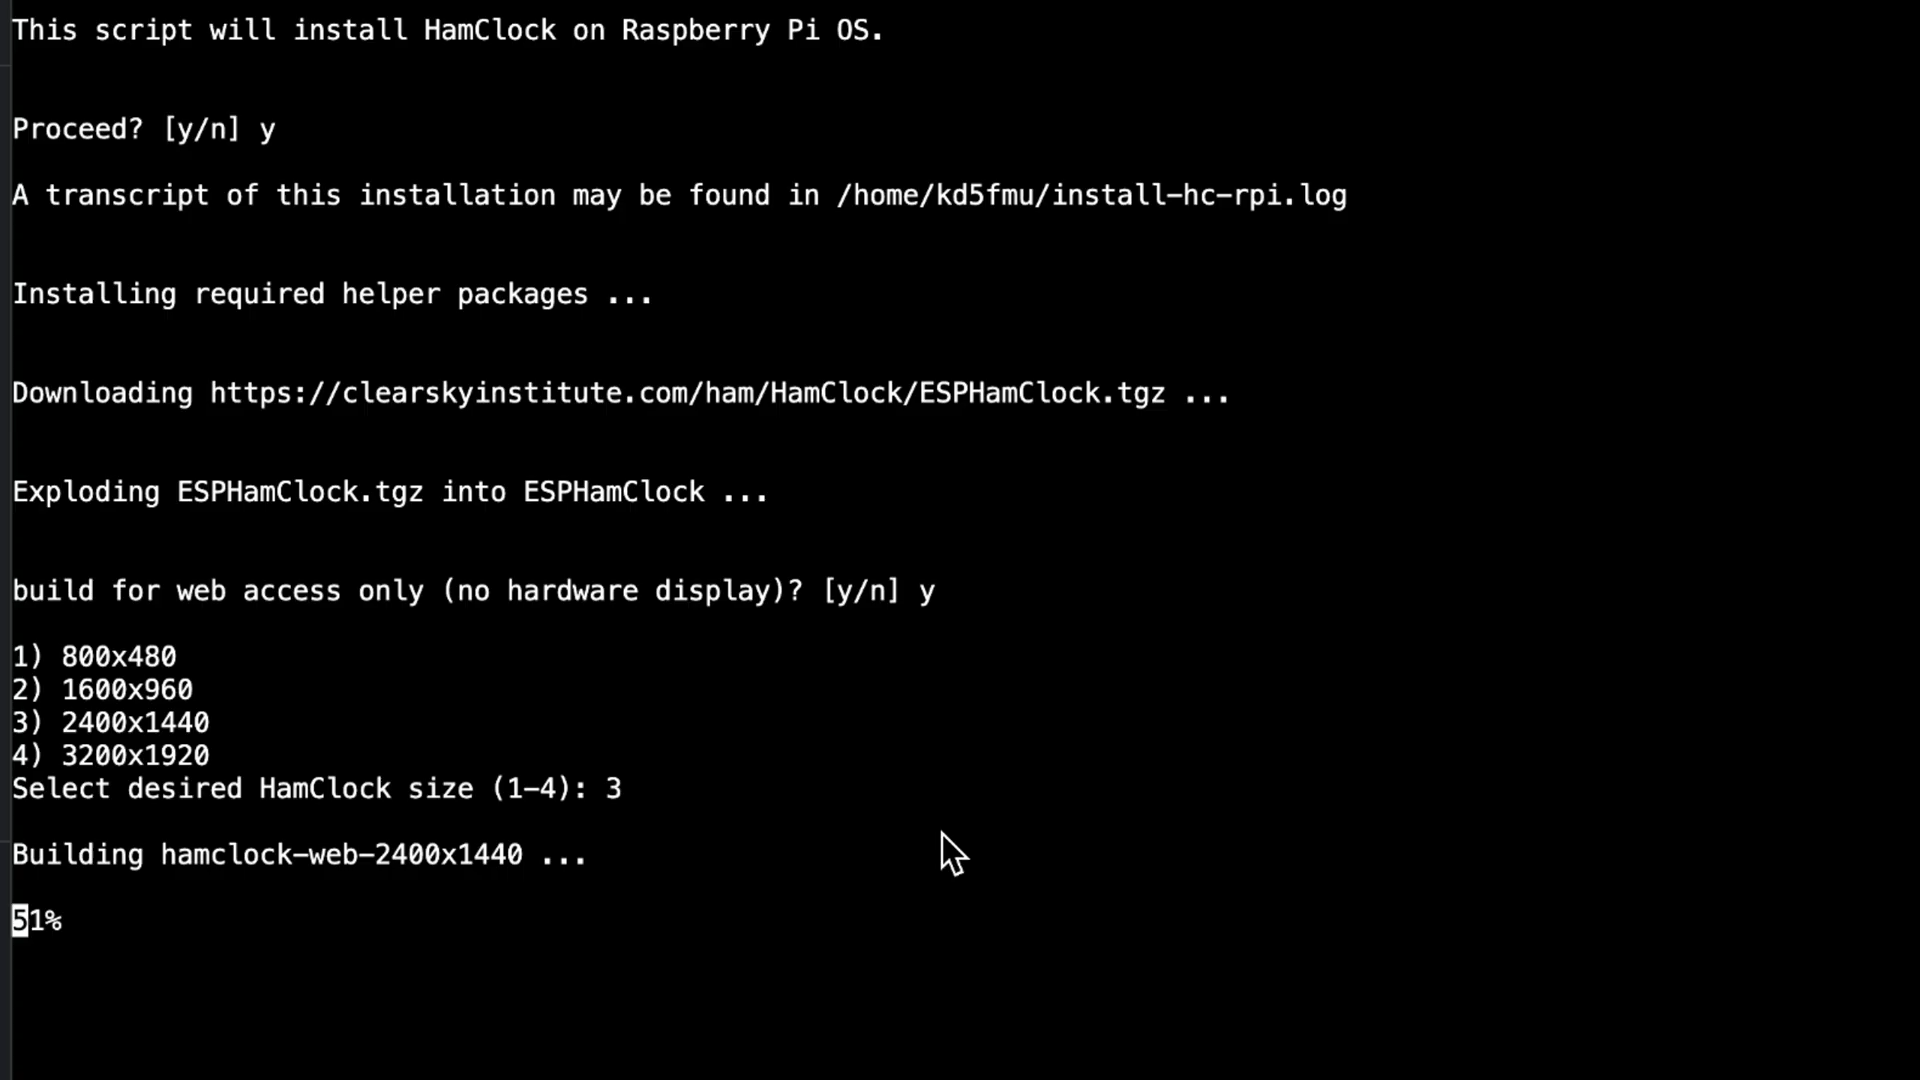 This script will install HamClock on Raspberry Pi OS.
Proceed? [y/n] y
A transcript of this installation may be found in /home/kd5fmu/install-hc-rpi.log
Installing required helper packages ...
Downloading https://clearskyinstitute.com/ham/HamClock/ESPHamClock.tgz ...
Exploding ESPHamClock.tgz into ESPHamClock ...
build for web access only (no hardware display)? [y/n] y
1) 800x480
2) 1600x960
3) 2400x1440
4) 3200x1920
Select desired HamClock size (1-4): 3
Building hamclock-web-2400x1440 ...
51%